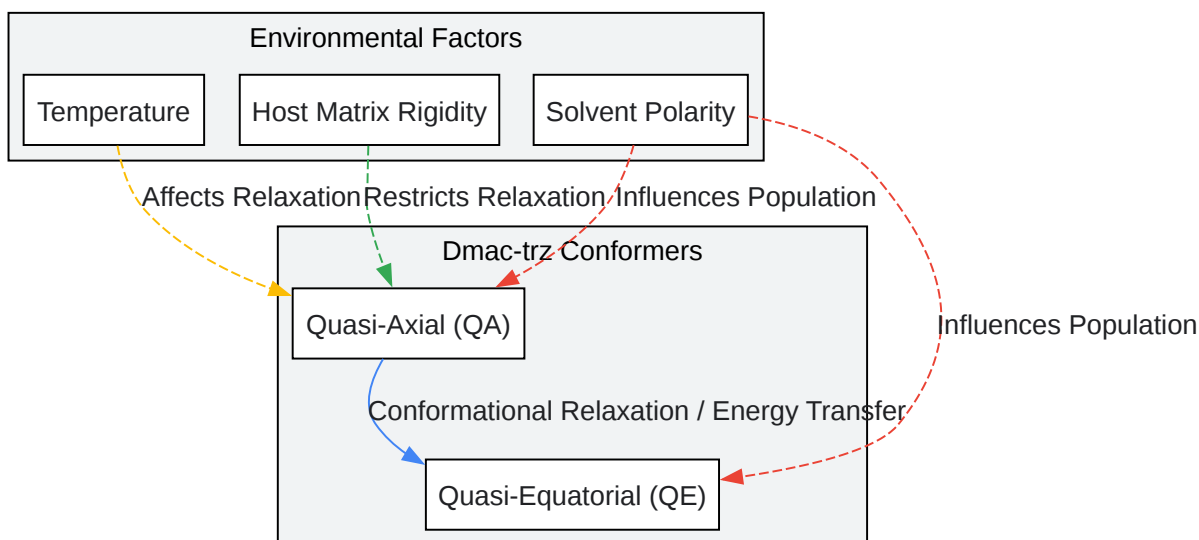 Environmental Factors
Temperature
Host Matrix Rigidity
Solvent Polarity
Affects Relaxation
Restricts Relaxation
Influences Population
Dmac-trz Conformers
Quasi-Axial (QA)
Influences Population
Conformational Relaxation / Energy Transfer
Quasi-Equatorial (QE)